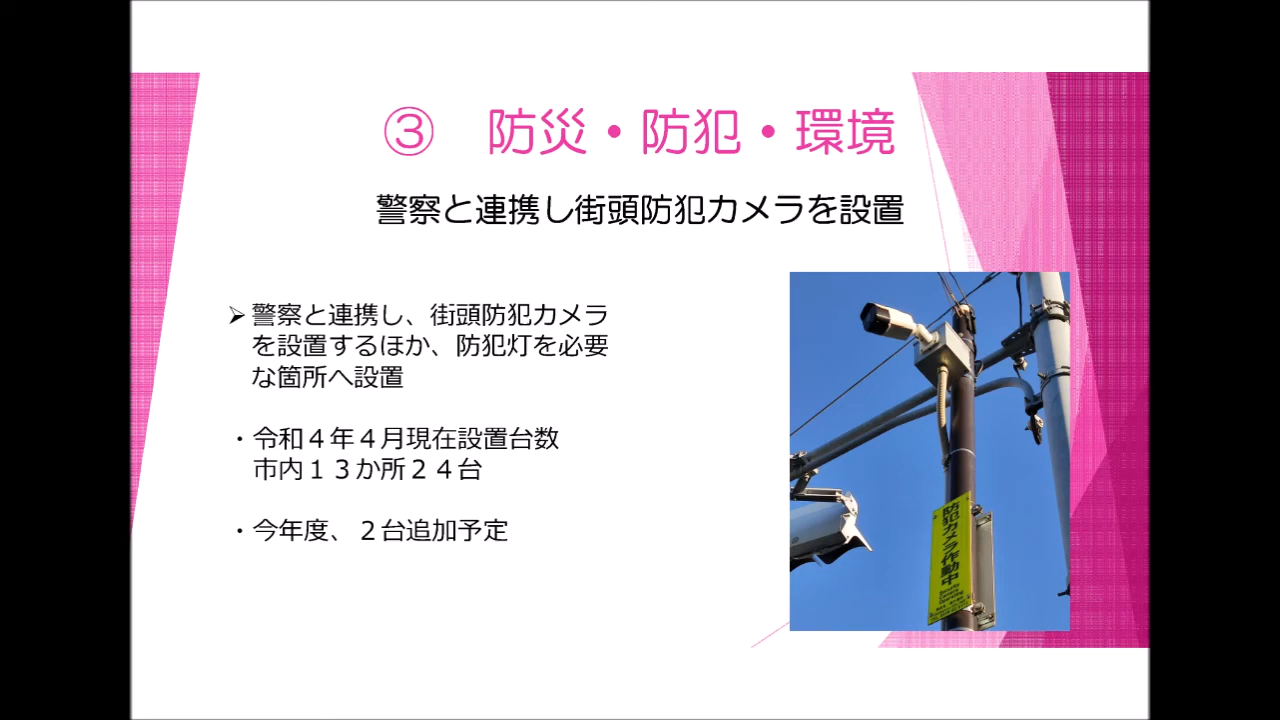 ③　防災・防犯・環境
警察と連携し街頭防犯カメラを設置
➢警察と連携し、街頭防犯カメラ
を設置するほか、防犯灯を必要
な箇所へ設置
・令和４年４月現在設置台数
市内１３か所２４台
・今年度、２台追加予定
防犯カメラ作動中
Security
Camera
Operating